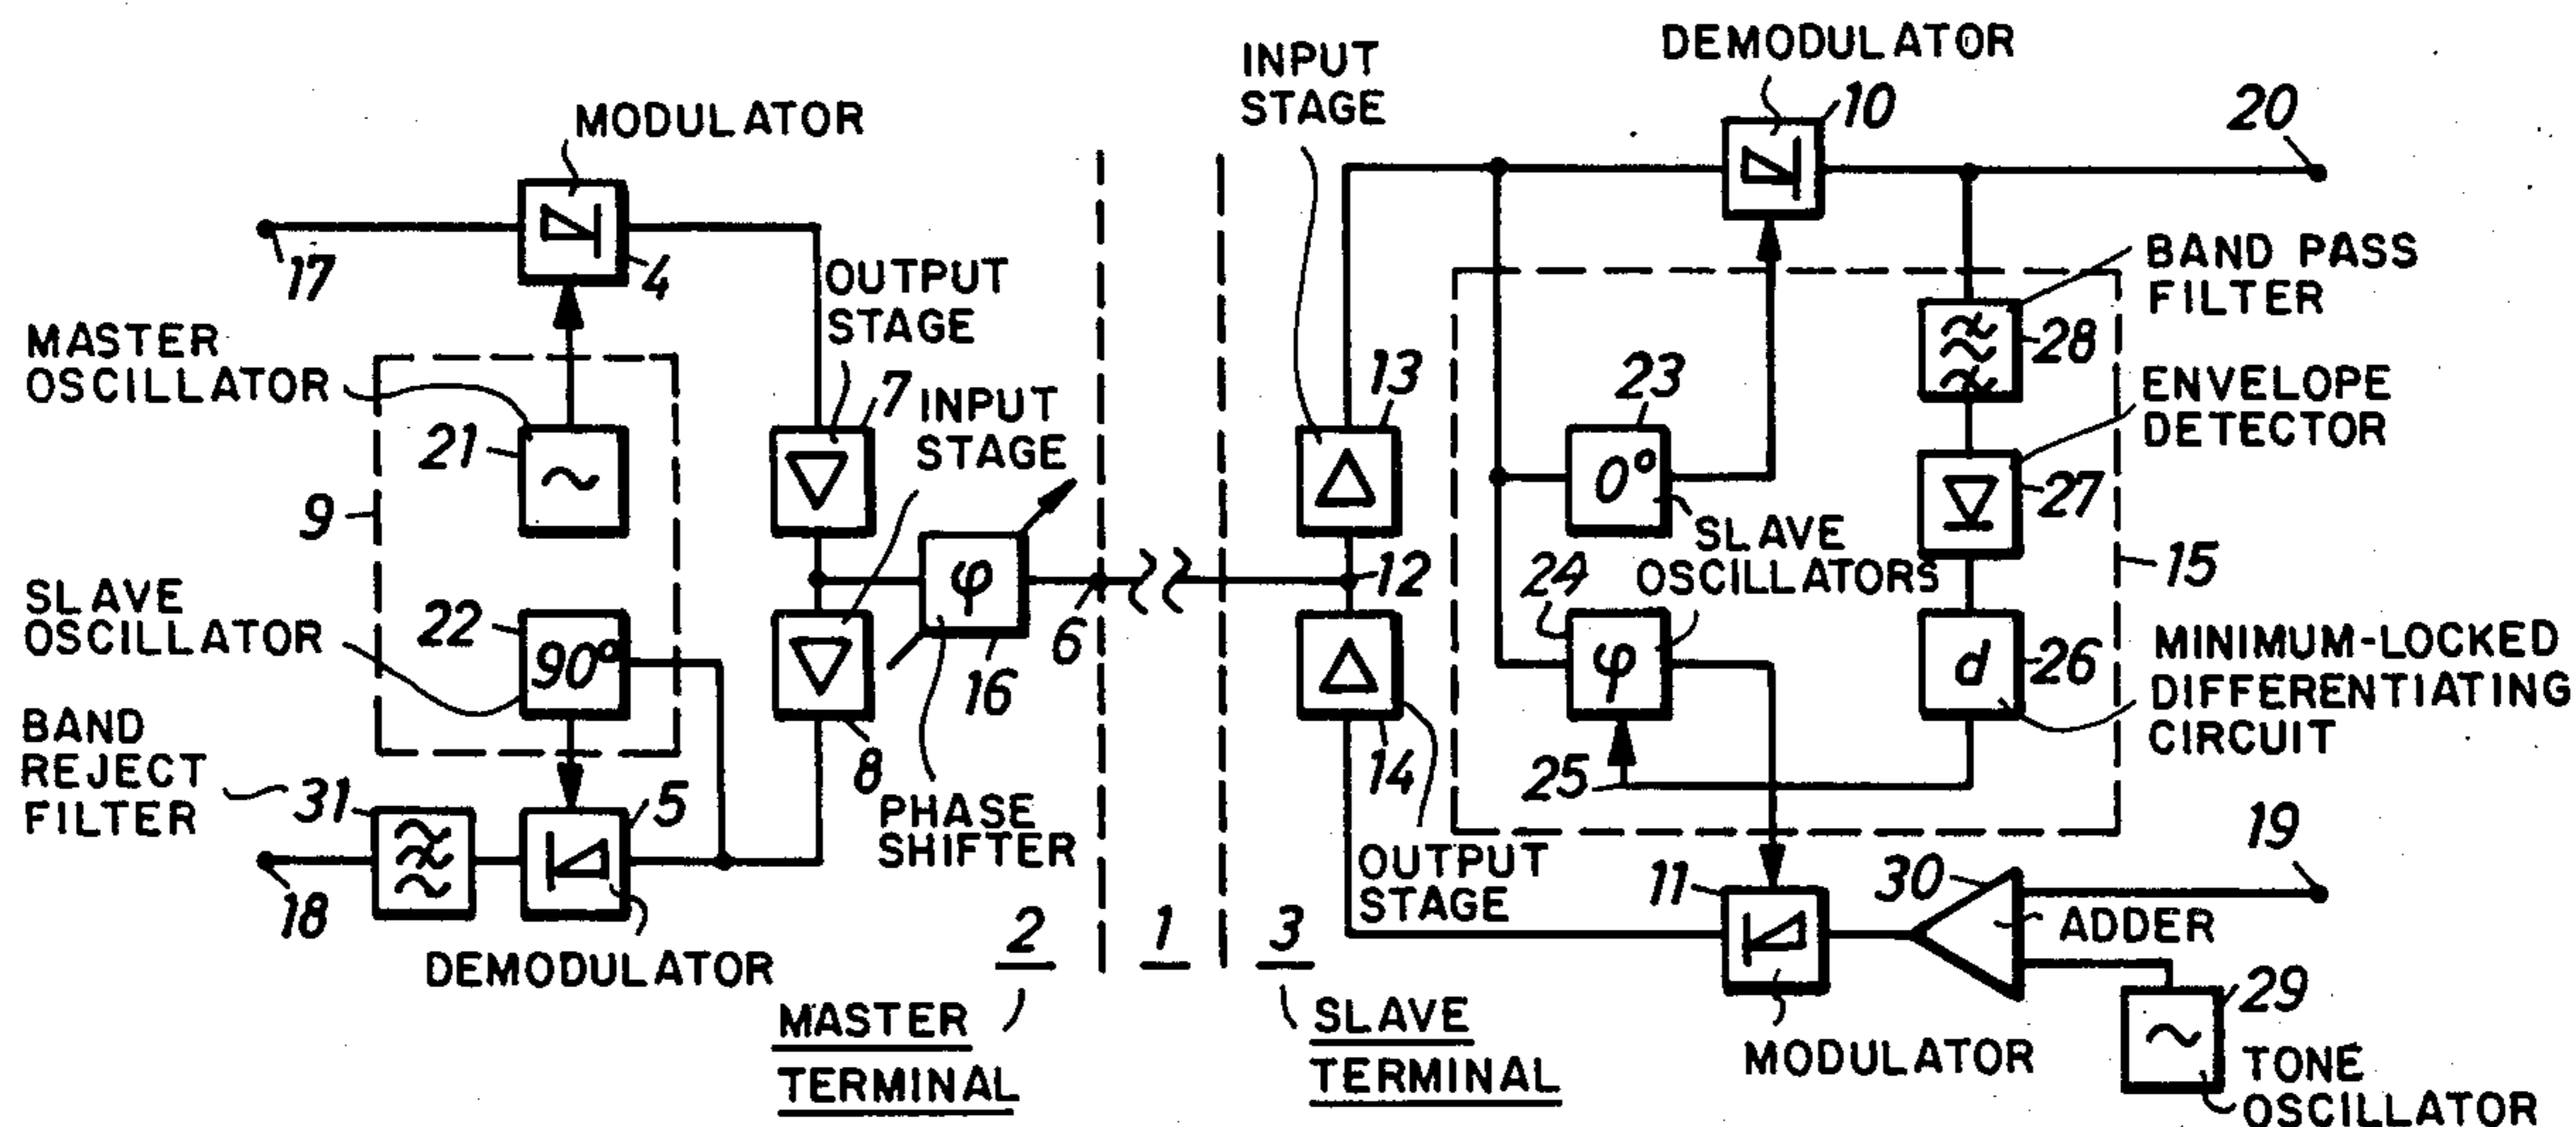 MODULATOR
4
17
MASTER
OSCILLATOR
21
~
9
SLAVE
OSCILLATOR
22
90°
BAND
REJECT
FILTER
31
18
5
DEMODULATOR
OUTPUT
STAGE
7
INPUT
STAGE
φ
16
8
PHASE
SHIFTER
6
2
1
3
MASTER
TERMINAL
SLAVE
TERMINAL
INPUT
STAGE
13
12
14
OUTPUT
STAGE
DEMODULATOR
10
20
23
0°
SLAVE
OSCILLATORS
24
φ
25
BAND PASS
FILTER
28
ENVELOPE
DETECTOR
27
15
d
26
MINIMUM-LOCKED
DIFFERENTIATING
CIRCUIT
19
11
30
ADDER
MODULATOR
29
~
TONE
OSCILLATOR